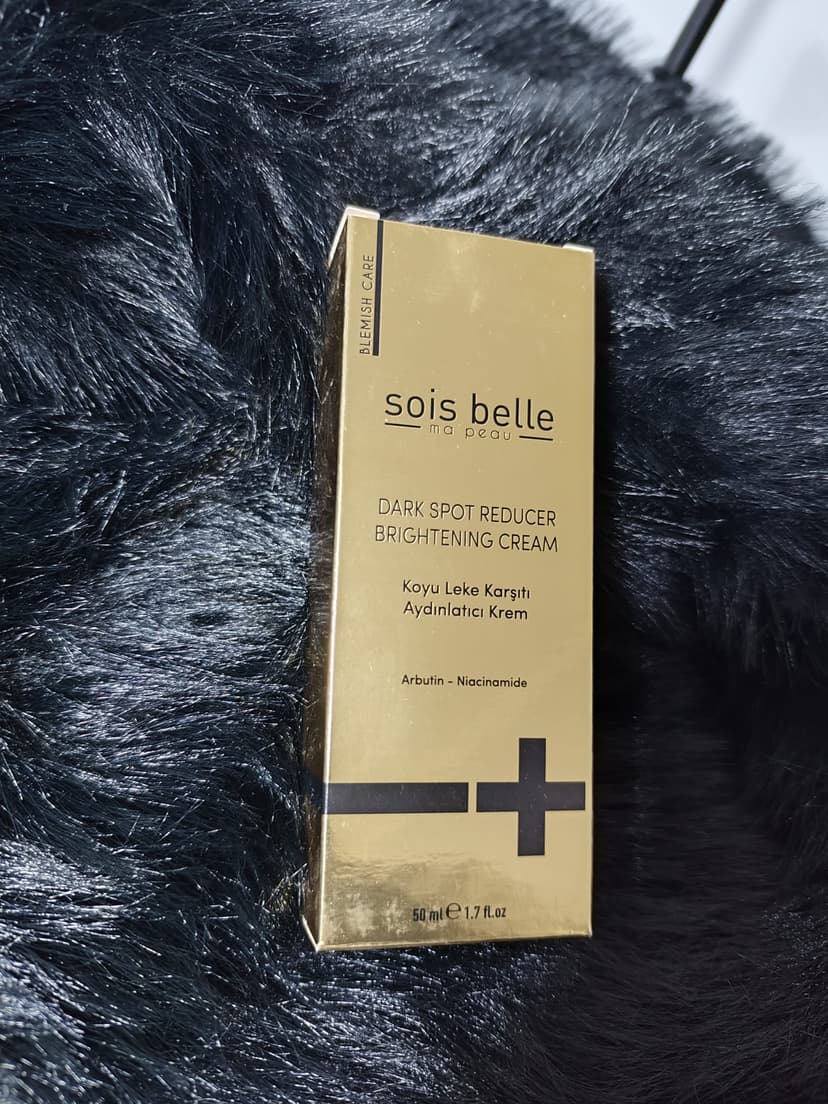 BLEMISH CARE
sois belle
ma peau
DARK SPOT REDUCER
BRIGHTENING CREAM
Koyu Leke Karşıtı
Aydınlatıcı Krem
Arbutin - Niacinamide
50 ml ℮ 1.7 fl.oz